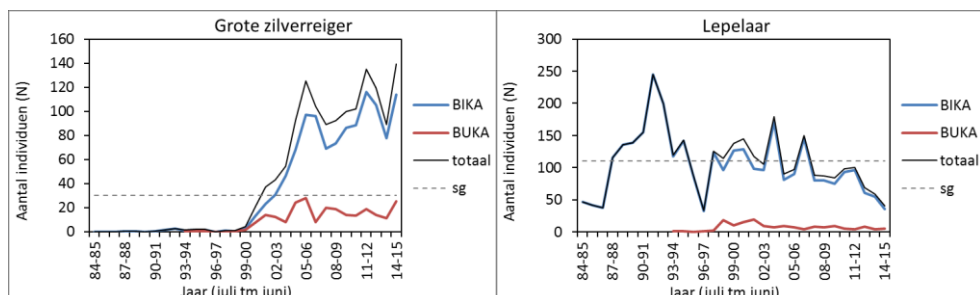 Grote zilverreiger
Aantal individuen (N)
160
140
120
100
80
60
40
20
0
84-85
87-88
90-91
93-94
96-97
99-00
02-03
05-06
08-09
11-12
14-15
Jaar (juli tm juni)
BIKA
BUKA
totaal
sg
Lepelaar
Aantal individuen (N)
300
250
200
150
100
50
0
84-85
87-88
90-91
93-94
96-97
99-00
02-03
05-06
08-09
11-12
14-15
Jaar (juli tm juni)
BIKA
BUKA
totaal
sg